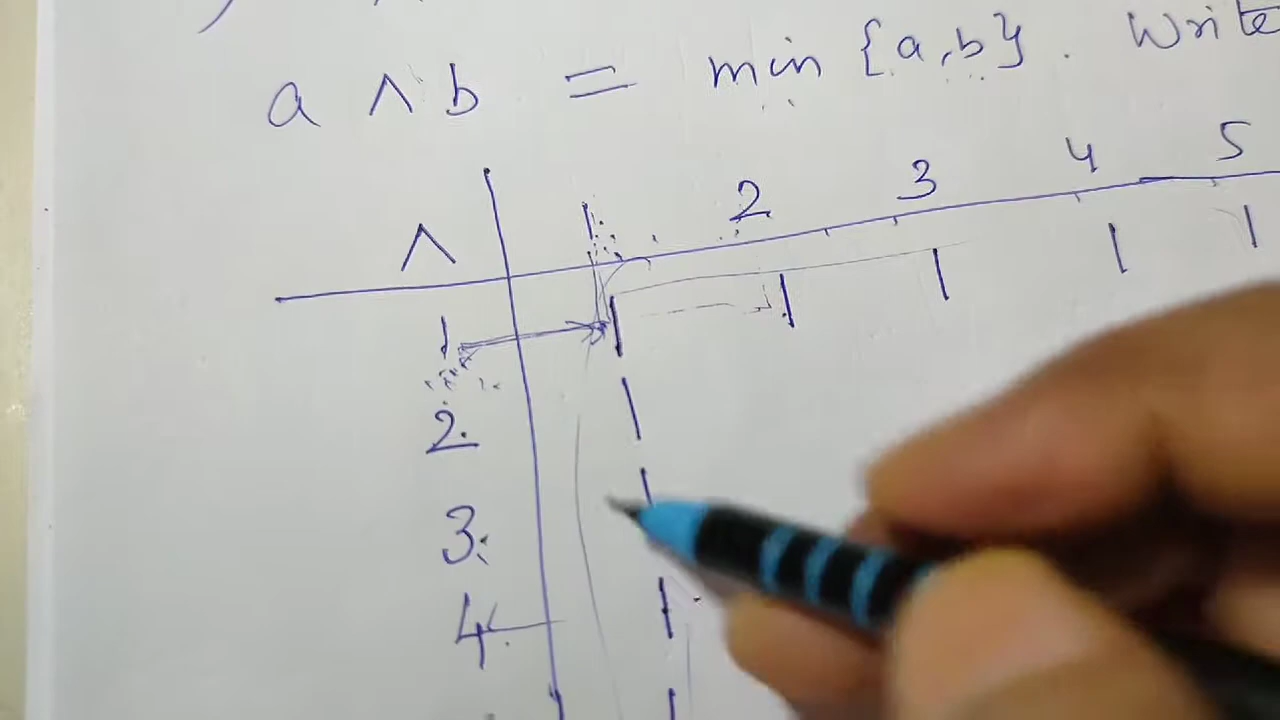 a ∧ b = min {a,b}. Write
∧ 1 2 3 4 5
1 1 1 1 1 1
2 1
3 1
4 1
1